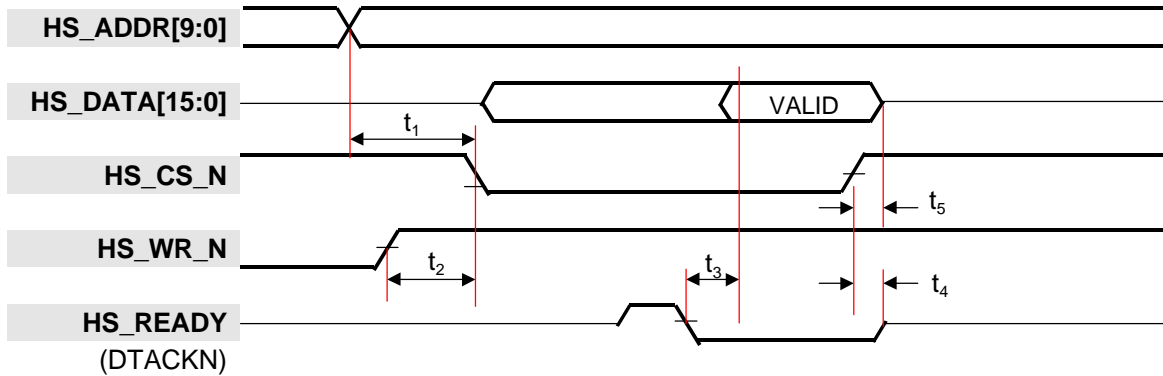 HS_ADDR[9:0]
HS_DATA[15:0]
VALID
t1
HS_CS_N
t5
HS_WR_N
t2
t3
t4
HS_READY
(DTACKN)